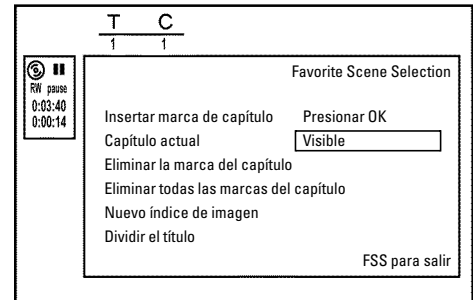 T C
1 1
RW pause
0:03:40
0:00:14
Favorite Scene Selection
Insertar marca de capítulo Presionar OK
Capítulo actual Visible
Eliminar la marca del capítulo
Eliminar todas las marcas del capítulo
Nuevo índice de imagen
Dividir el título
FSS para salir